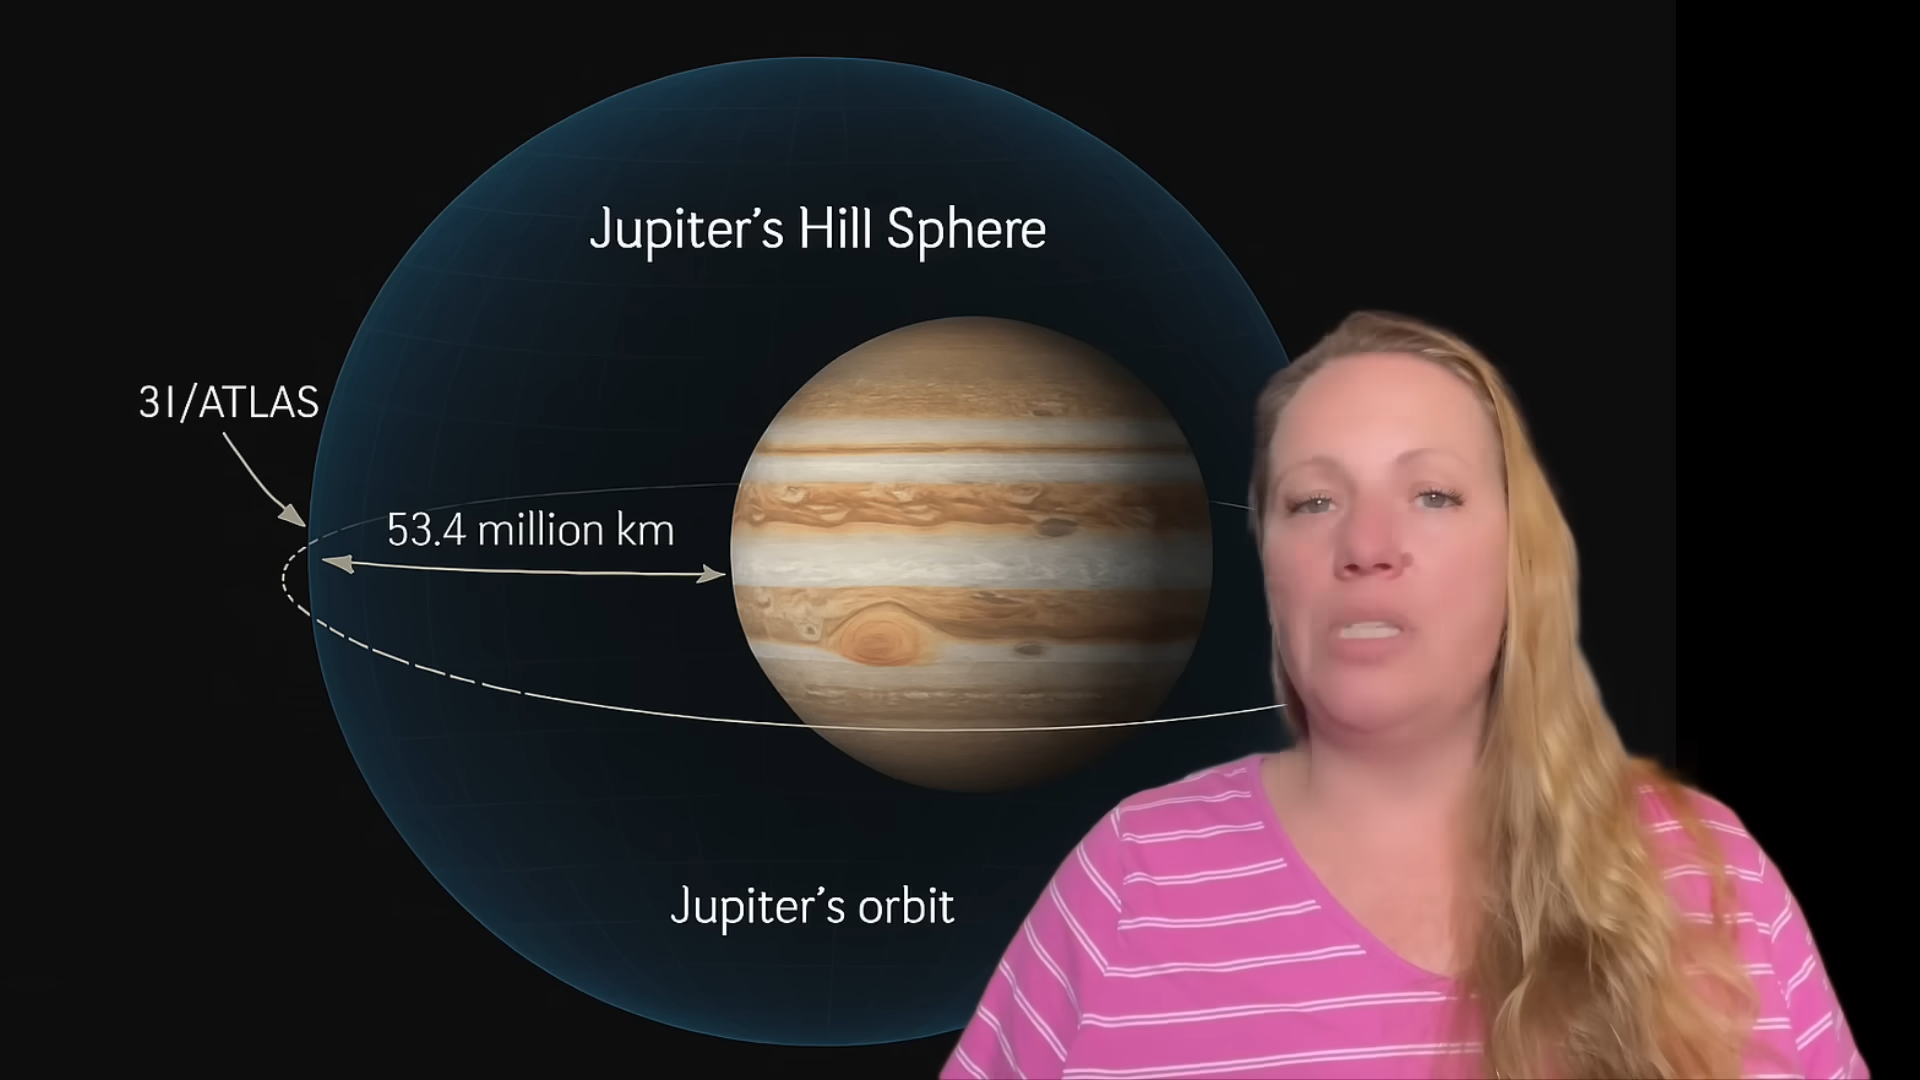 Jupiter’s Hill Sphere
3I/ATLAS
53.4 million km
Jupiter’s orbit